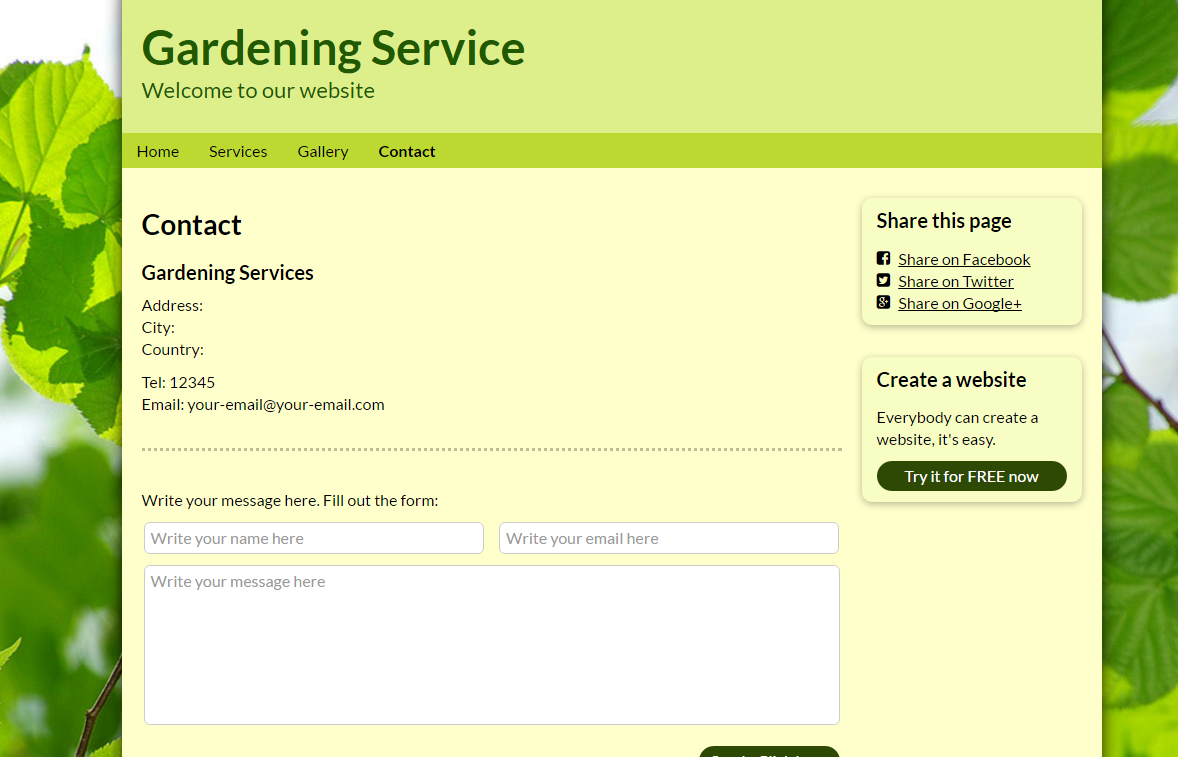 Gardening Service
Welcome to our website
Home Services Gallery Contact
Contact
Gardening Services
Address:
City:
Country:
Tel: 12345
Email: your-email@your-email.com
Write your message here. Fill out the form:
Write your name here
Write your email here
Write your message here
Share this page
Share on Facebook
Share on Twitter
Share on Google+
Create a website
Everybody can create a
website, it's easy.
Try it for FREE now